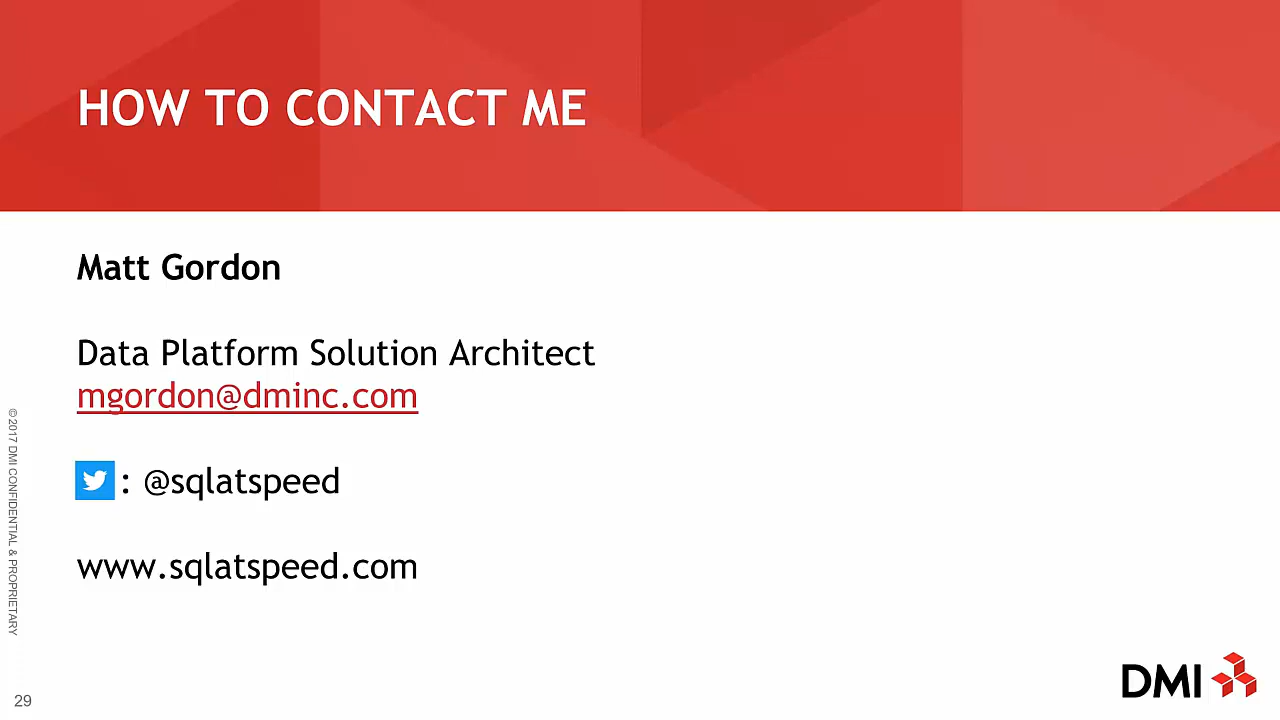 HOW TO CONTACT ME
Matt Gordon
Data Platform Solution Architect
mgordon@dminc.com
: @sqlatspeed
www.sqlatspeed.com
©2017 DMI CONFIDENTIAL & PROPRIETARY
29
DMI